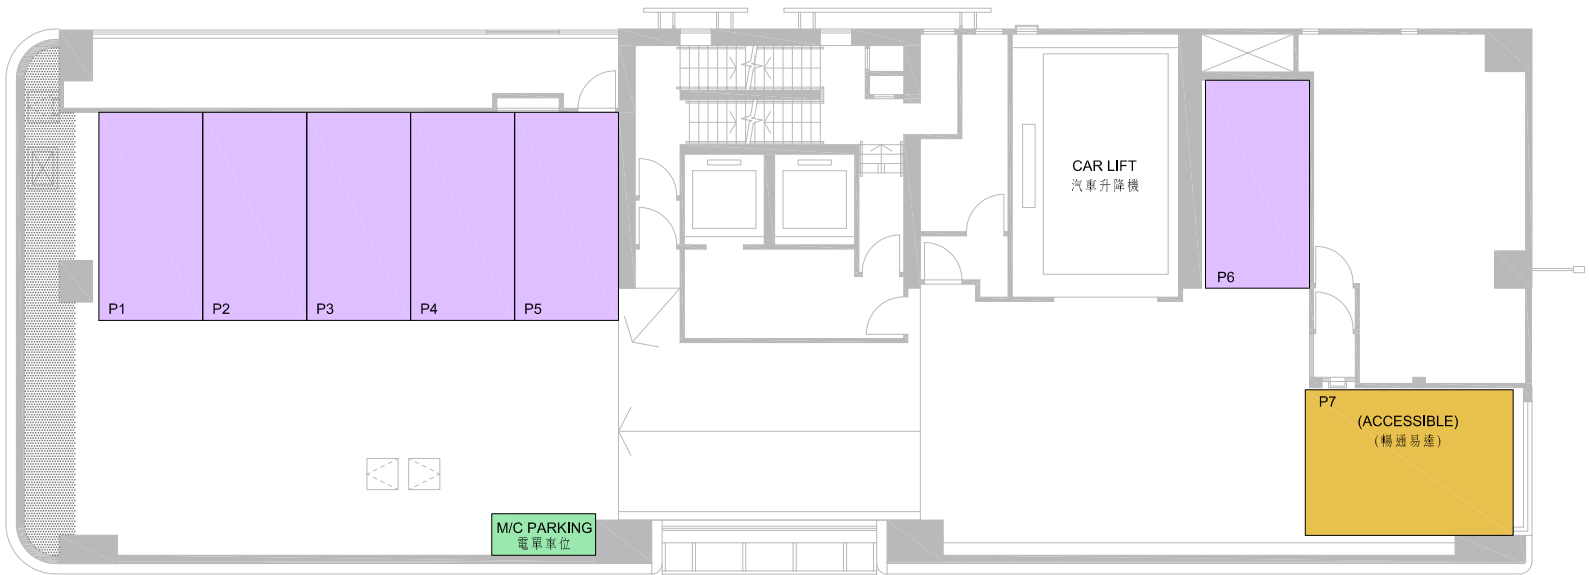 CAR LIFT
汽車升降機
P1
P2
P3
P4
P5
P6
P7
(ACCESSIBLE)
(暢通易達)
M/C PARKING
電單車位